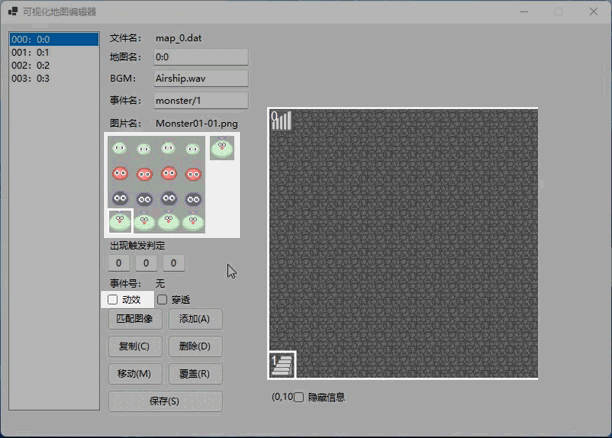 可视化地图编辑器
000: 0:0
001: 0:1
002: 0:2
003: 0:3
文件名: map_0.dat
地图名: 0:0
BGM: Airship.wav
事件名: monster/1
图片名: Monster01-01.png
出现触发判定
0 0 0
事件号: 无
动效 穿透
匹配图像 添加(A)
复制(C) 删除(D)
移动(M) 覆盖(R)
保存(S)
0
1
(0,10 隐藏信息